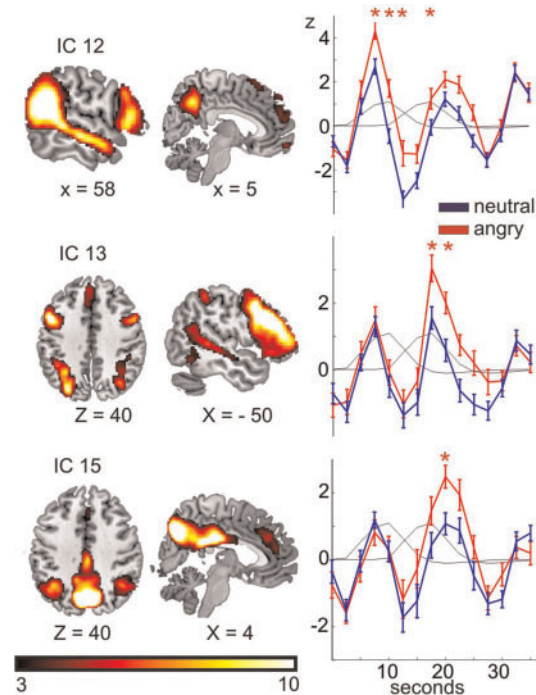 IC 12
x = 58
x = 5
* * * *
z
4
2
0
-2
neutral
angry
IC 13
Z = 40
X = - 50
* *
2
0
-2
IC 15
Z = 40
X = 4
*
2
0
-2
0 10 20 30
seconds
3
10